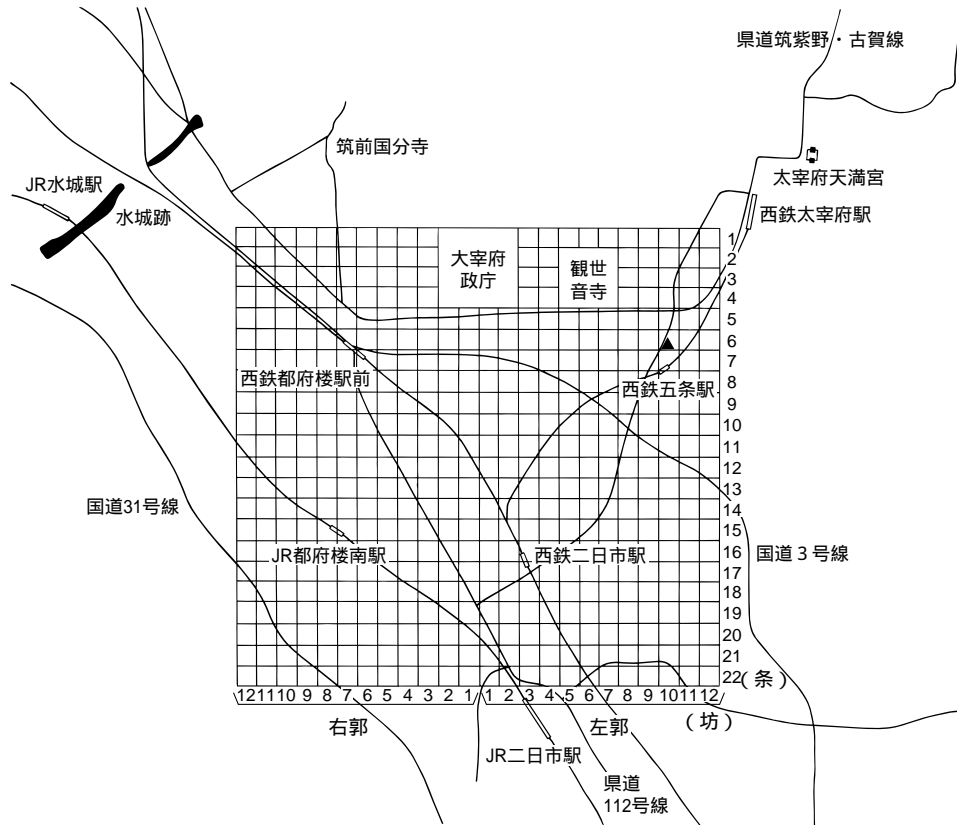 県道筑紫野・古賀線
筑前国分寺
太宰府天満宮
JR水城駅
水城跡
西鉄太宰府駅
大宰府
政庁
観世
音寺
1
2
3
4
5
6
7
8
9
10
11
12
13
14
15
16
17
18
19
20
21
22
(条)
西鉄都府楼駅前
西鉄五条駅
国道31号線
JR都府楼南駅
西鉄二日市駅
国道3号線
12 11 10 9 8 7 6 5 4 3 2 1
1 2 3 4 5 6 7 8 9 10 11 12
(坊)
右郭
左郭
JR二日市駅
県道
112号線